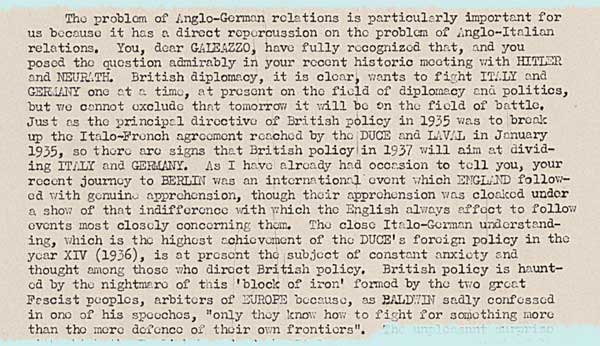 The problem of Anglo-German relations is particularly important for
us because it has a direct repercussion on the problem of Anglo-Italian
relations. You, dear GALEAZZO, have fully recognized that, and you
posed the question admirably in your recent historic meeting with HITLER
and NEURATH. British diplomacy, it is clear, wants to fight ITALY and
GERMANY one at a time, at present on the field of diplomacy and politics,
but we cannot exclude that tomorrow it will be on the field of battle.
Just as the principal directive of British policy in 1935 was to break
up the Italo-French agreement reached by the DUCE and LAVAL in January
1935, so there are signs that British policy in 1937 will aim at divid-
ing ITALY and GERMANY. As I have already had occasion to tell you, your
recent journey to BERLIN was an international event which ENGLAND follow-
ed with genuine apprehension, though their apprehension was cloaked under
a show of that indifference with which the English always affect to follow
events most closely concerning them. The close Italo-German understand-
ing, which is the highest achievement of the DUCE's foreign policy in the
year XIV (1936), is at present the subject of constant anxiety and
thought among those who direct British policy. British policy is haunt-
ed by the nightmare of this 'block of iron' formed by the two great
Fascist peoples, arbiters of EUROPE because, as BALDWIN sadly confessed
in one of his speeches, "only they know how to fight for something more
than the mere defence of their own frontiers". The unpleasant surprise